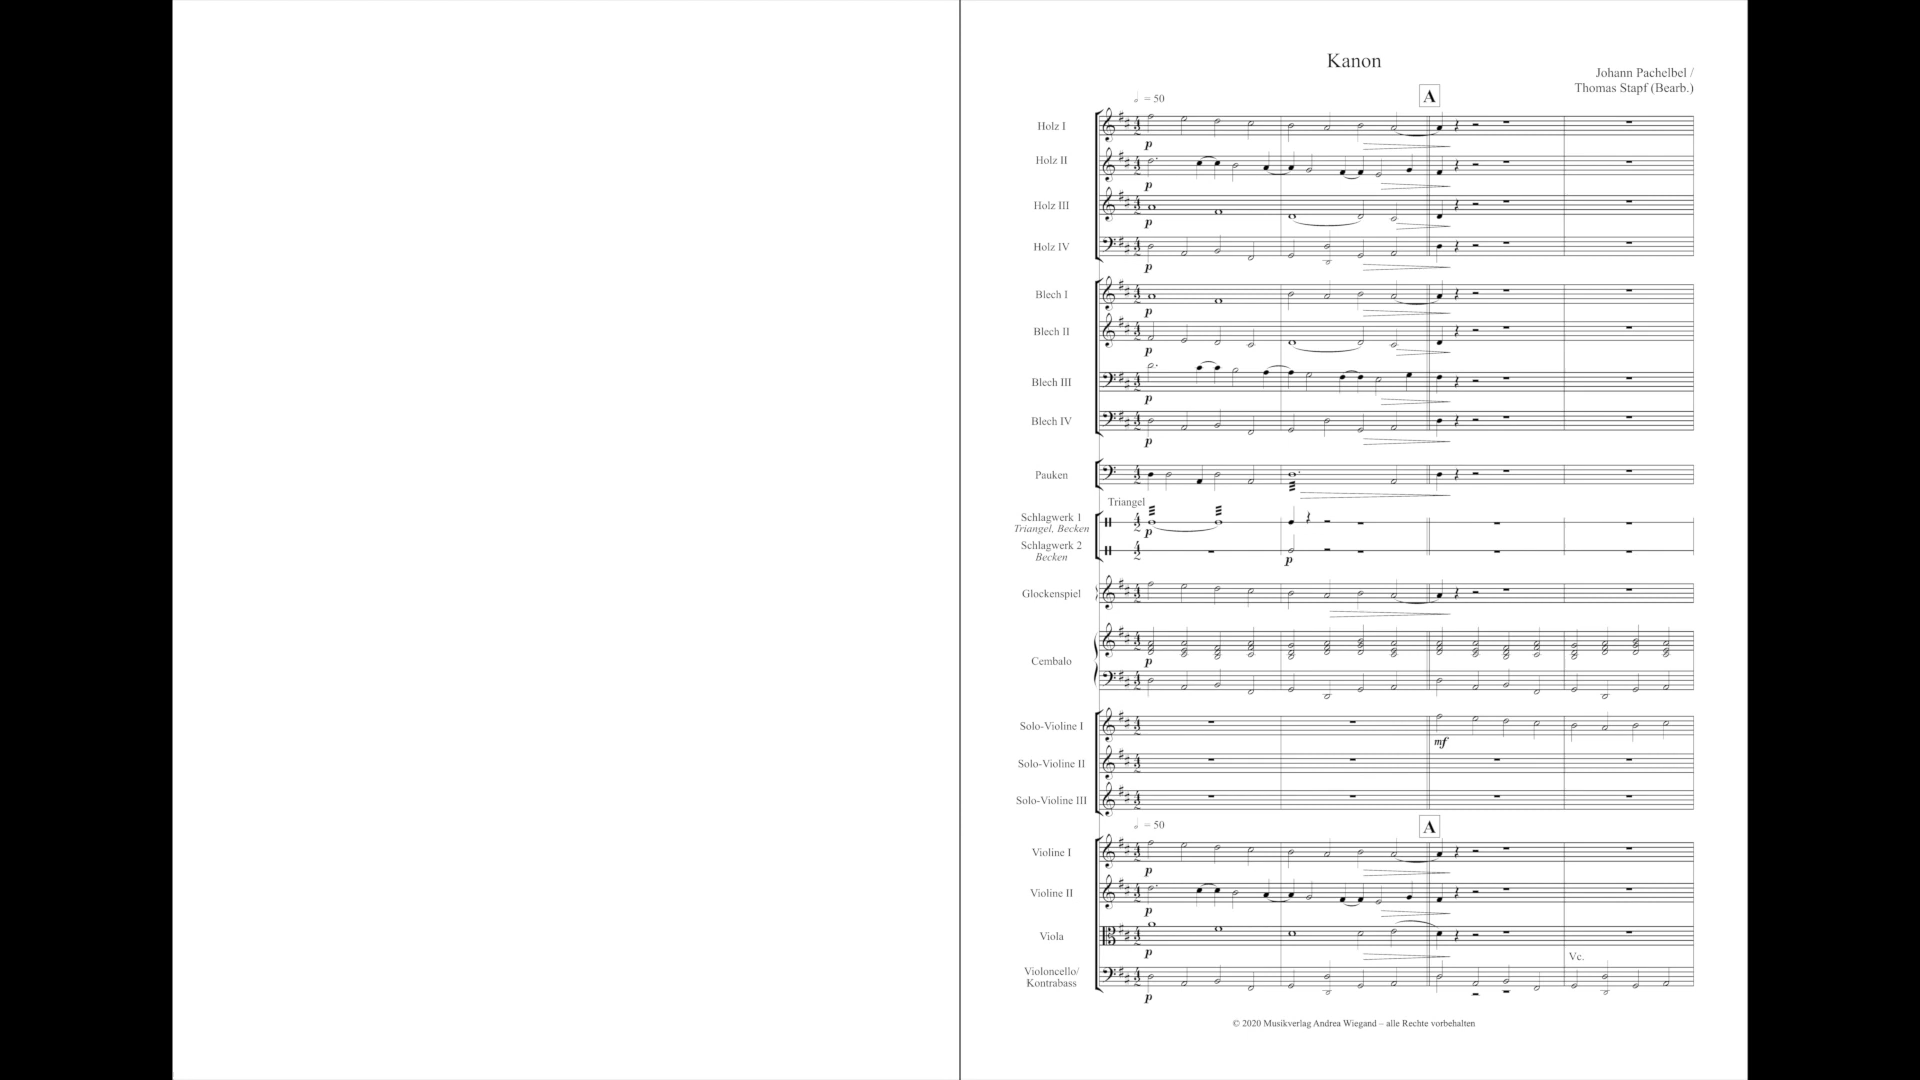 Kanon
Johann Pachelbel /
Thomas Stapf (Bearb.)
= 50
A
Holz I
p
Holz II
p
Holz III
p
Holz IV
p
Blech I
p
Blech II
p
Blech III
p
Blech IV
p
Pauken
Triangel
Schlagwerk 1
Triangel, Becken
p
Schlagwerk 2
Becken
p
Glockenspiel
Cembalo
p
Solo-Violine I
mf
Solo-Violine II
Solo-Violine III
= 50
A
Violine I
p
Violine II
p
Viola
p
Vc.
Violoncello/
Kontrabass
p
© 2020 Musikverlag Andrea Wiegand – alle Rechte vorbehalten